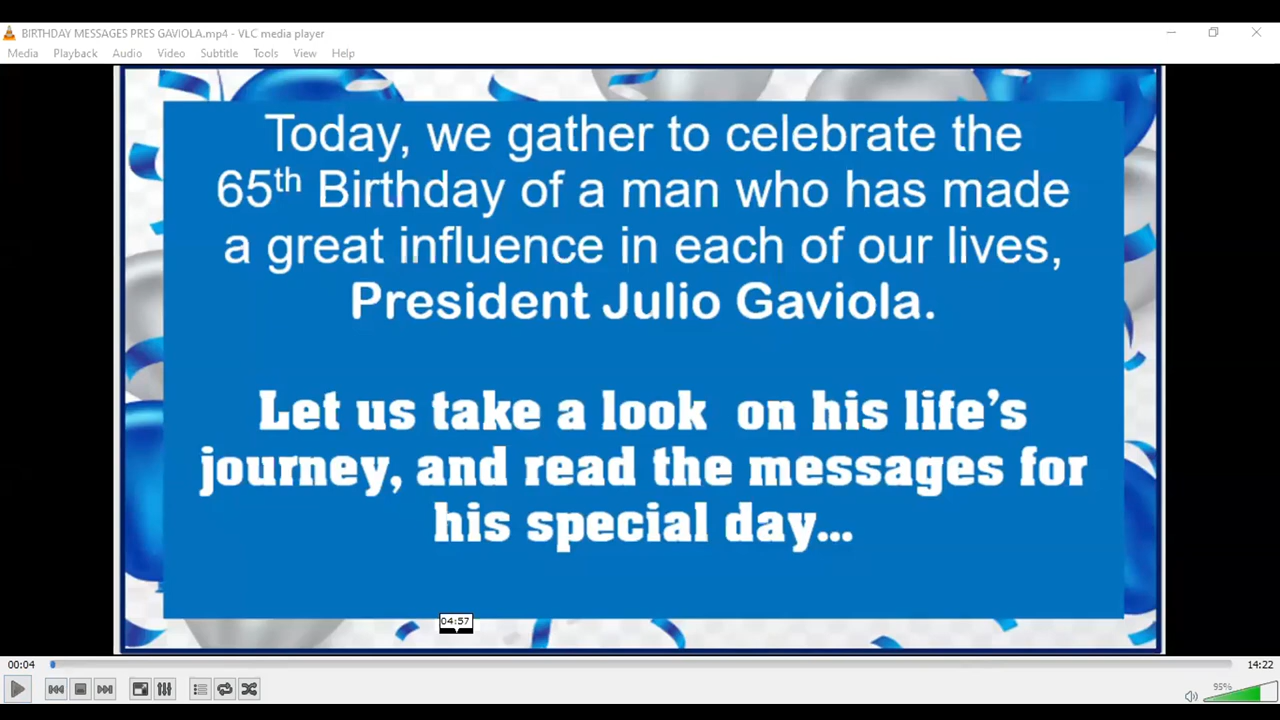 BIRTHDAY MESSAGES PRES GAVIOLA.mp4 - VLC media player
Media Playback Audio Video Subtitle Tools View Help
Today, we gather to celebrate the
65th Birthday of a man who has made
a great influence in each of our lives,
President Julio Gaviola.
Let us take a look on his life's
journey, and read the messages for
his special day...
04:57
00:04 14:22
95%